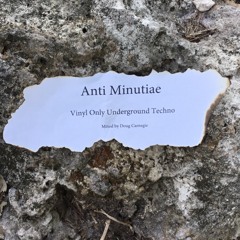 Anti Minutiae
Vinyl Only Underground Techno
Mixed by Doug Carnegie